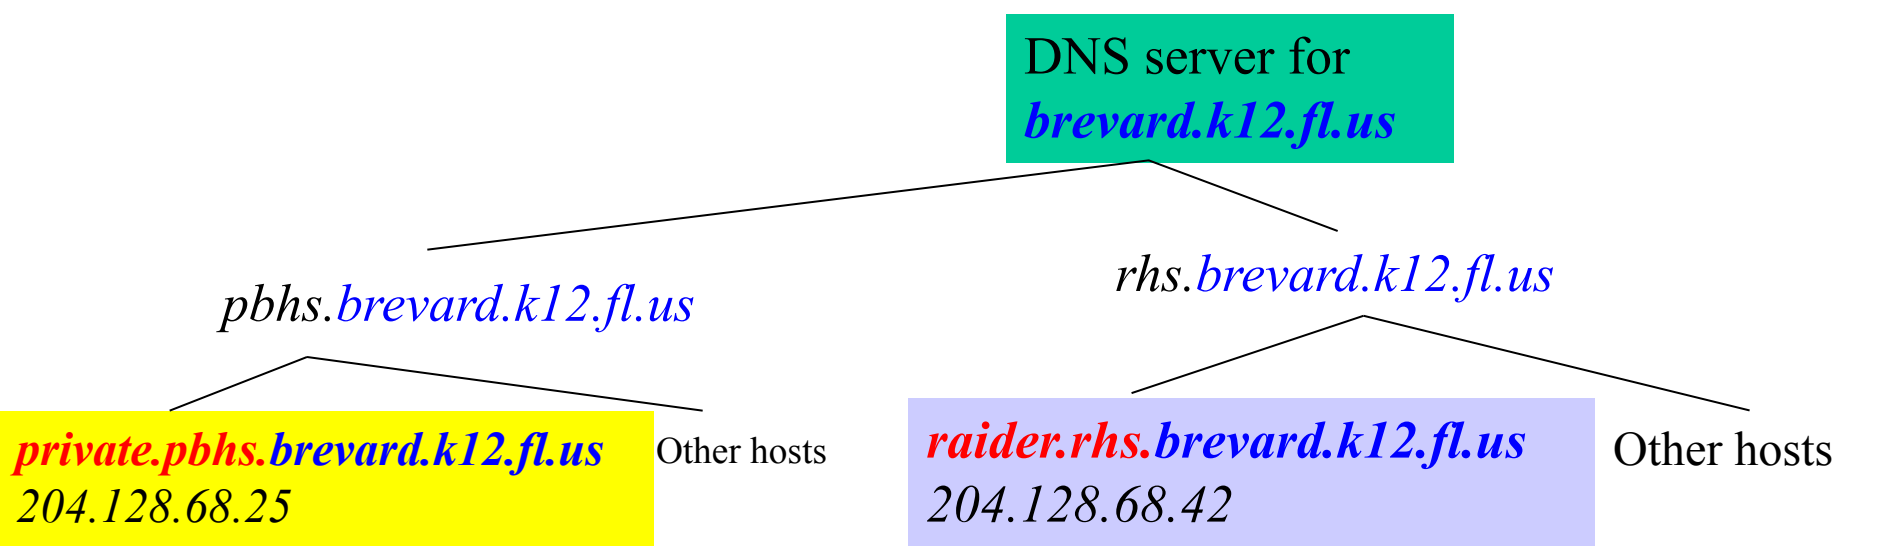 DNS server for
brevard.k12.fl.us
pbhs.brevard.k12.fl.us
rhs.brevard.k12.fl.us
private.pbhs.brevard.k12.fl.us
204.128.68.25
Other hosts
raider.rhs.brevard.k12.fl.us
204.128.68.42
Other hosts